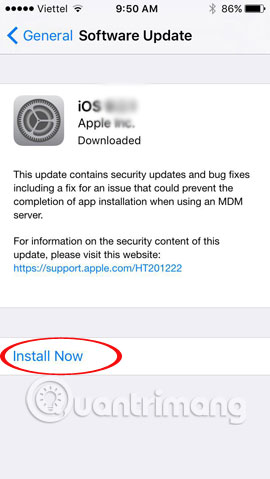 ●●●●● Viettel 9:50 AM 86%
General Software Update
iOS
Apple Inc.
Downloaded
This update contains security updates and bug fixes
including a fix for an issue that could prevent the
completion of app installation when using an MDM
server.
For information on the security content of this
update, please visit this website:
https://support.apple.com/HT201222
Install Now
Quantrimang